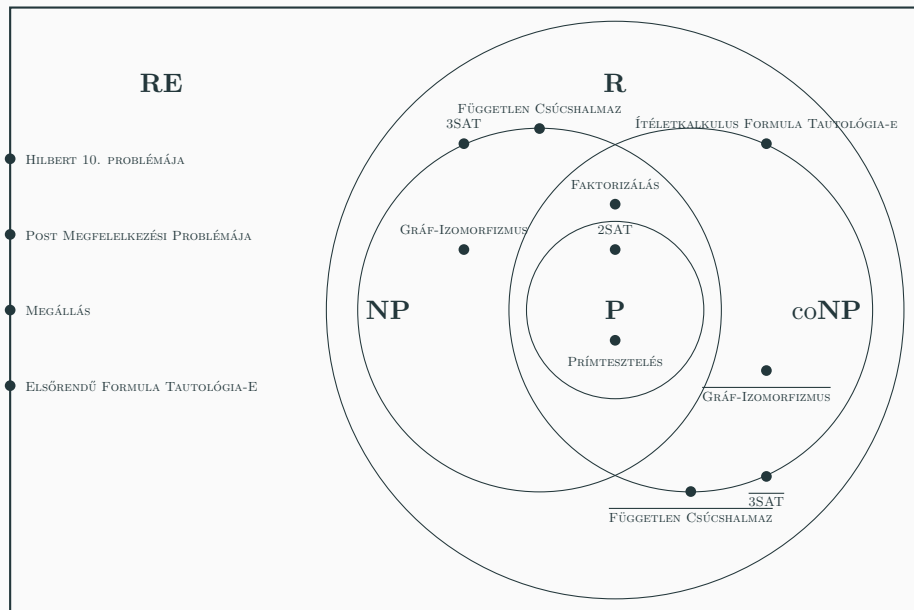 RE
R
Független Csúcshalmaz
3SAT
Ítéletkalkulus Formula Tautológia-e
Hilbert 10. problémája
Faktorizálás
Post Megfelelkezési Problémája
Gráf-Izomorfizmus
2SAT
Megállás
NP
P
coNP
Prímtesztelés
Elsőrendű Formula Tautológia-E
Gráf-Izomorfizmus
3SAT
Független Csúcshalmaz